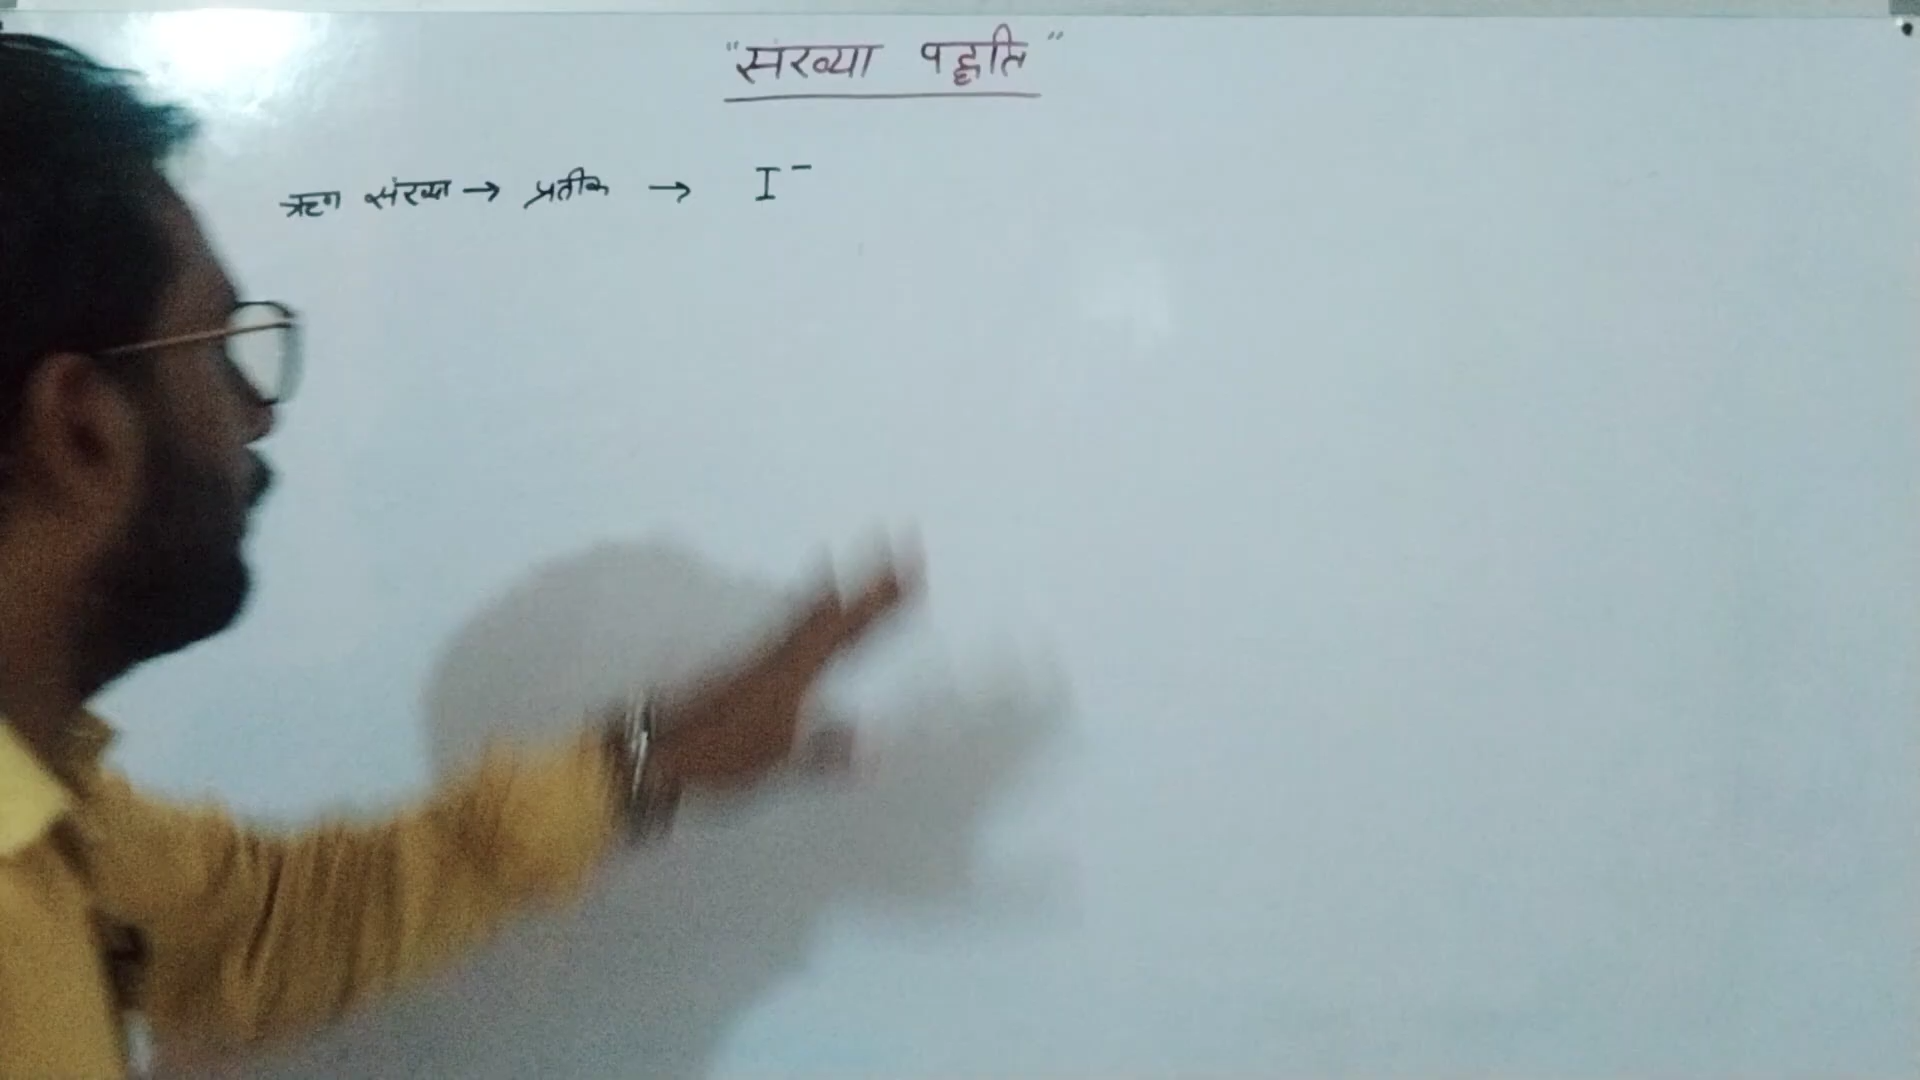 "संख्या पद्धति"
ऋण संख्या → प्रतीक → I⁻